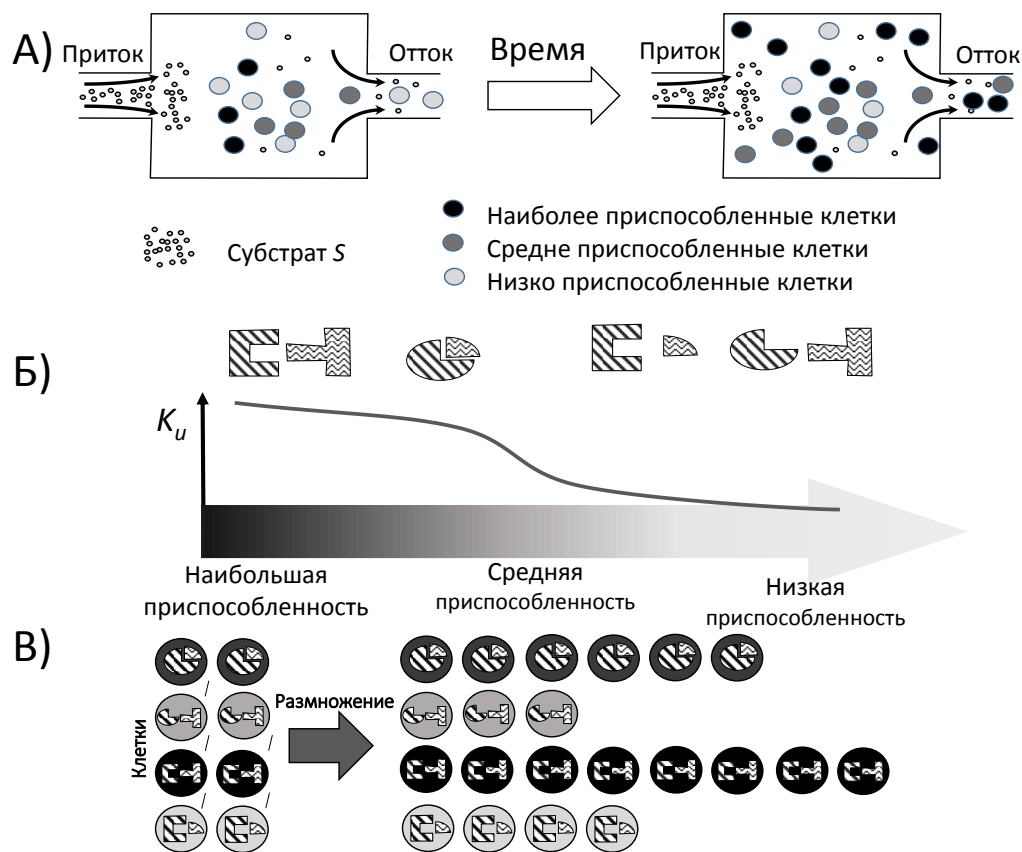 А)
Приток
Отток
Время
Приток
Отток
Субстрат S
Наиболее приспособленные клетки
Средне приспособленные клетки
Низко приспособленные клетки
Б)
Ku
Наибольшая
приспособленность
Средняя
приспособленность
Низкая
приспособленность
В)
Клетки
Размножение